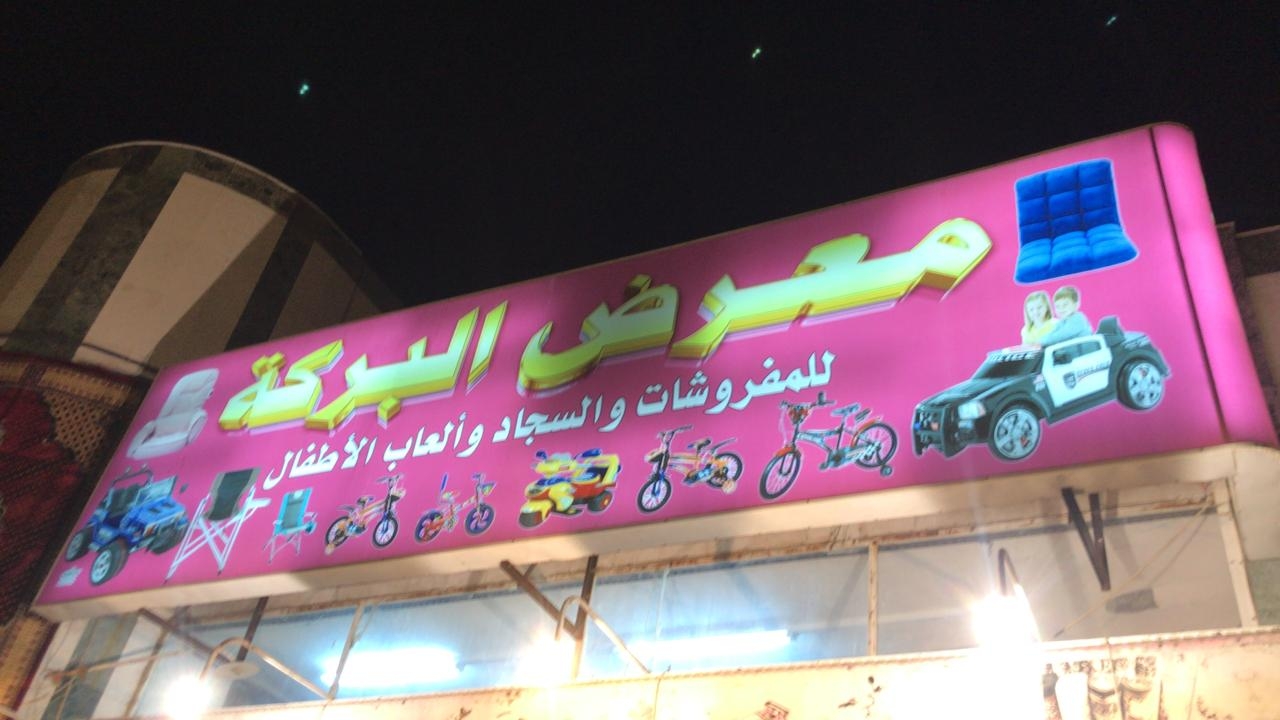 معرض البركة
للمفروشات والسجاد وألعاب الأطفال